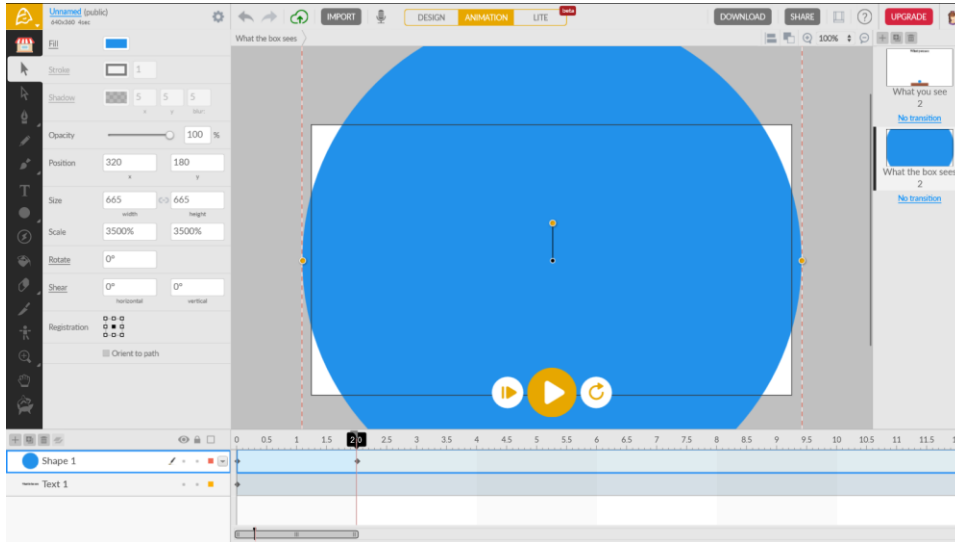 Unnamed (public)
640x360 4sec
IMPORT
DESIGN ANIMATION LITE beta
DOWNLOAD SHARE ? UPGRADE
What the box sees
100%
Fill
Stroke 1
Shadow 5 5 5
x y blur
Opacity 100 %
Position 320 180
x y
Size 665 665
width height
Scale 3500% 3500%
Rotate 0°
Shear 0° 0°
horizontal vertical
Registration
Orient to path
What you see
2
No transition
What the box sees
2
No transition
0 0.5 1 1.5 2.0 2.5 3 3.5 4 4.5 5 5.5 6 6.5 7 7.5 8 8.5 9 9.5 10 10.5 11 11.5
Shape 1
Text 1